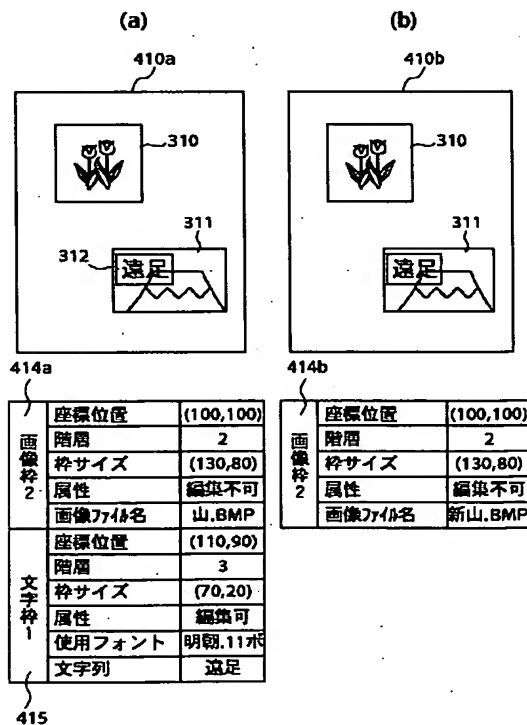 (a)
(b)
410a
410b
310
310
311
311
312
遠足
遠足
414a
414b
画像枠2
座標位置 (100,100)
階層 2
枠サイズ (130,80)
属性 編集不可
画像ファイル名 山.BMP
文字枠1
座標位置 (110,90)
階層 3
枠サイズ (70,20)
属性 編集可
使用フォント 明朝.11ポ
文字列 遠足
415
画像枠2
座標位置 (100,100)
階層 2
枠サイズ (130,80)
属性 編集不可
画像ファイル名 新山.BMP